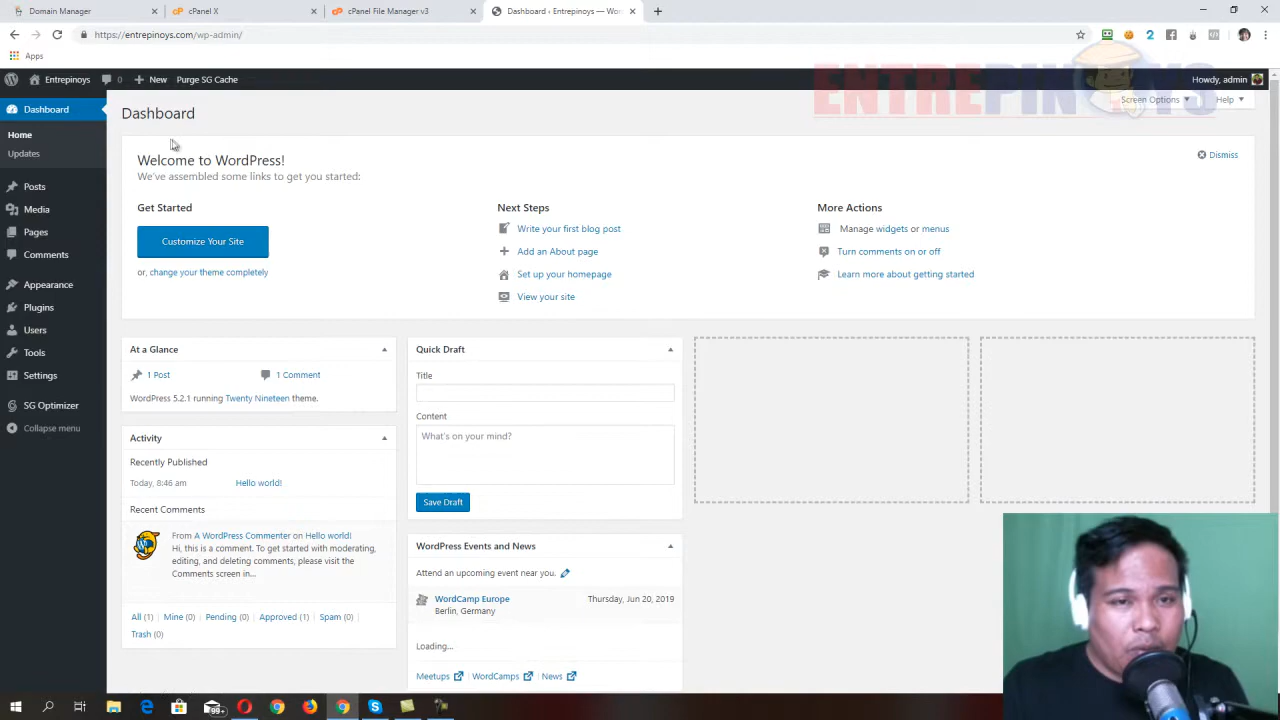 Domain Manager
cPanel X
cPanel File Manager v3
Dashboard ‹ Entrepinoys — Wor
https://entrepinoys.com/wp-admin/
Apps
Entrepinoys
0
New
Purge SG Cache
Howdy, admin
ENTREPINOYS
Dashboard
Home
Updates
Posts
Media
Pages
Comments
Appearance
Plugins
Users
Tools
Settings
SG Optimizer
Collapse menu
Dashboard
Screen Options
Help
Welcome to WordPress!
We've assembled some links to get you started:
Dismiss
Get Started
Customize Your Site
or, change your theme completely
Next Steps
Write your first blog post
Add an About page
Set up your homepage
View your site
More Actions
Manage widgets or menus
Turn comments on or off
Learn more about getting started
At a Glance
1 Post
1 Comment
WordPress 5.2.1 running Twenty Nineteen theme.
Activity
Recently Published
Today, 8:46 am
Hello world!
Recent Comments
From A WordPress Commenter on Hello world!
Hi, this is a comment. To get started with moderating,
editing, and deleting comments, please visit the
Comments screen in…
All (1)
Mine (0)
Pending (0)
Approved (1)
Spam (0)
Trash (0)
Quick Draft
Title
Content
What's on your mind?
Save Draft
WordPress Events and News
Attend an upcoming event near you.
WordCamp Europe
Thursday, Jun 20, 2019
Berlin, Germany
Loading…
Meetups
WordCamps
News
99+